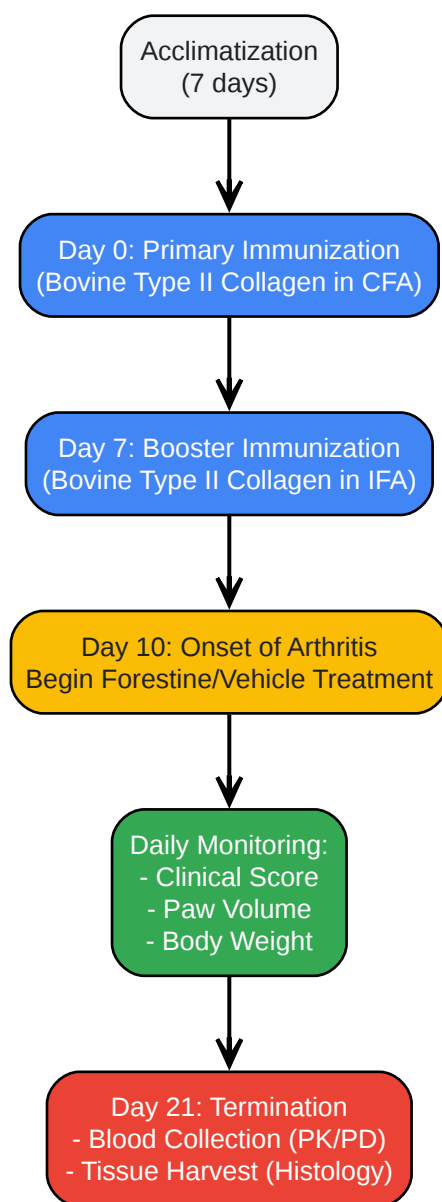 Acclimatization
(7 days)
Day 0: Primary Immunization
(Bovine Type II Collagen in CFA)
Day 7: Booster Immunization
(Bovine Type II Collagen in IFA)
Day 10: Onset of Arthritis
Begin Forestine/Vehicle Treatment
Daily Monitoring:
- Clinical Score
- Paw Volume
- Body Weight
Day 21: Termination
- Blood Collection (PK/PD)
- Tissue Harvest (Histology)